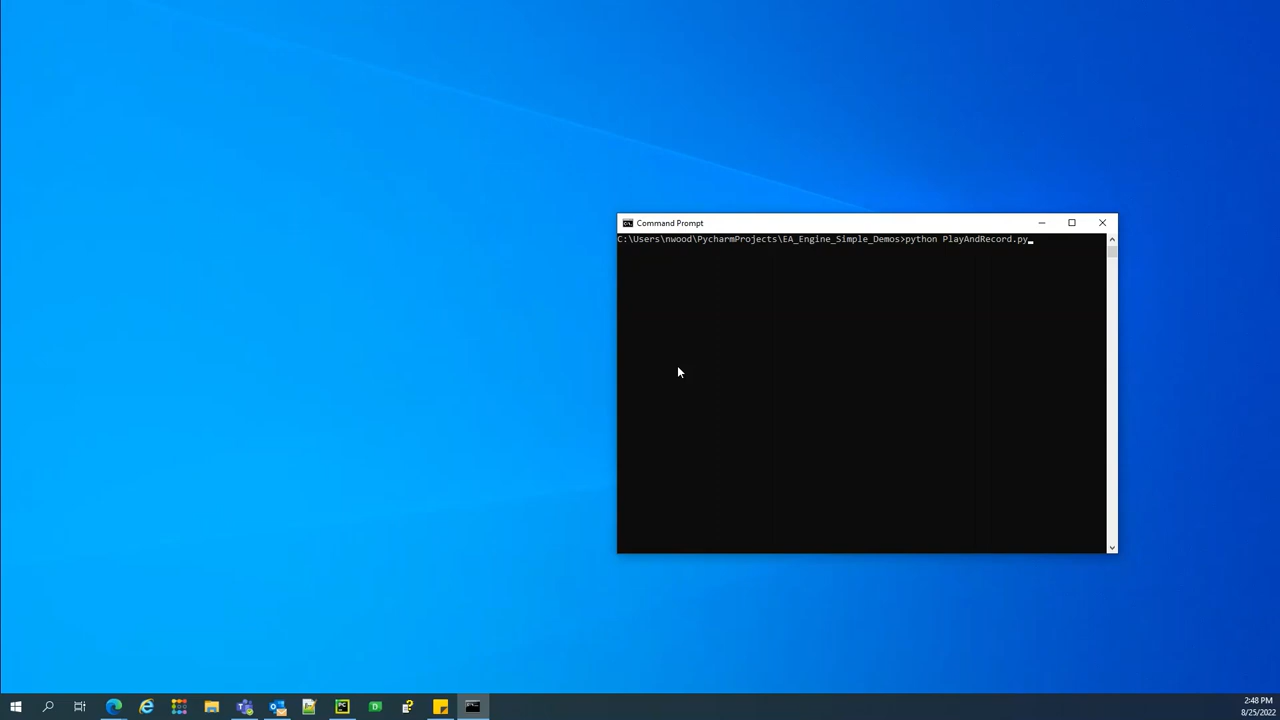 Command Prompt
C:\Users\nwood\PycharmProjects\EA_Engine_Simple_Demos>python PlayAndRecord.py
2:48 PM
8/25/2022